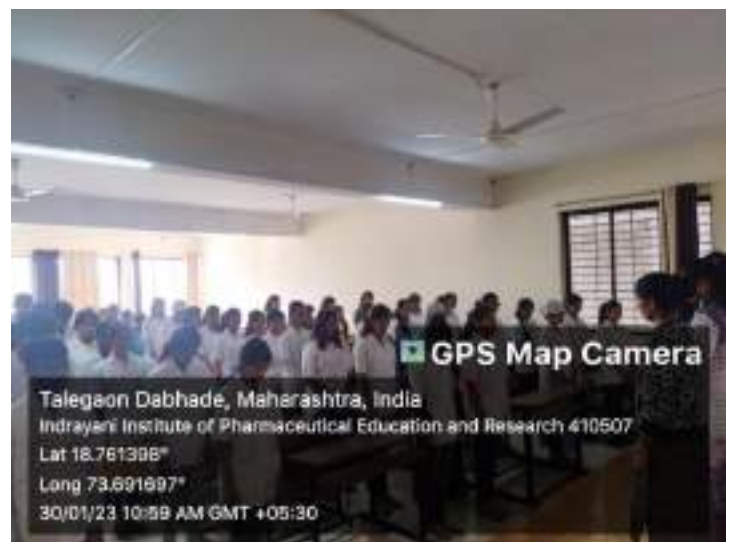 GPS Map Camera
Talegaon Dabhade, Maharashtra, India
Indrayani Institute of Pharmaceutical Education and Research 410507
Lat 18.761398°
Long 73.691697°
30/01/23 10:59 AM GMT +05:30